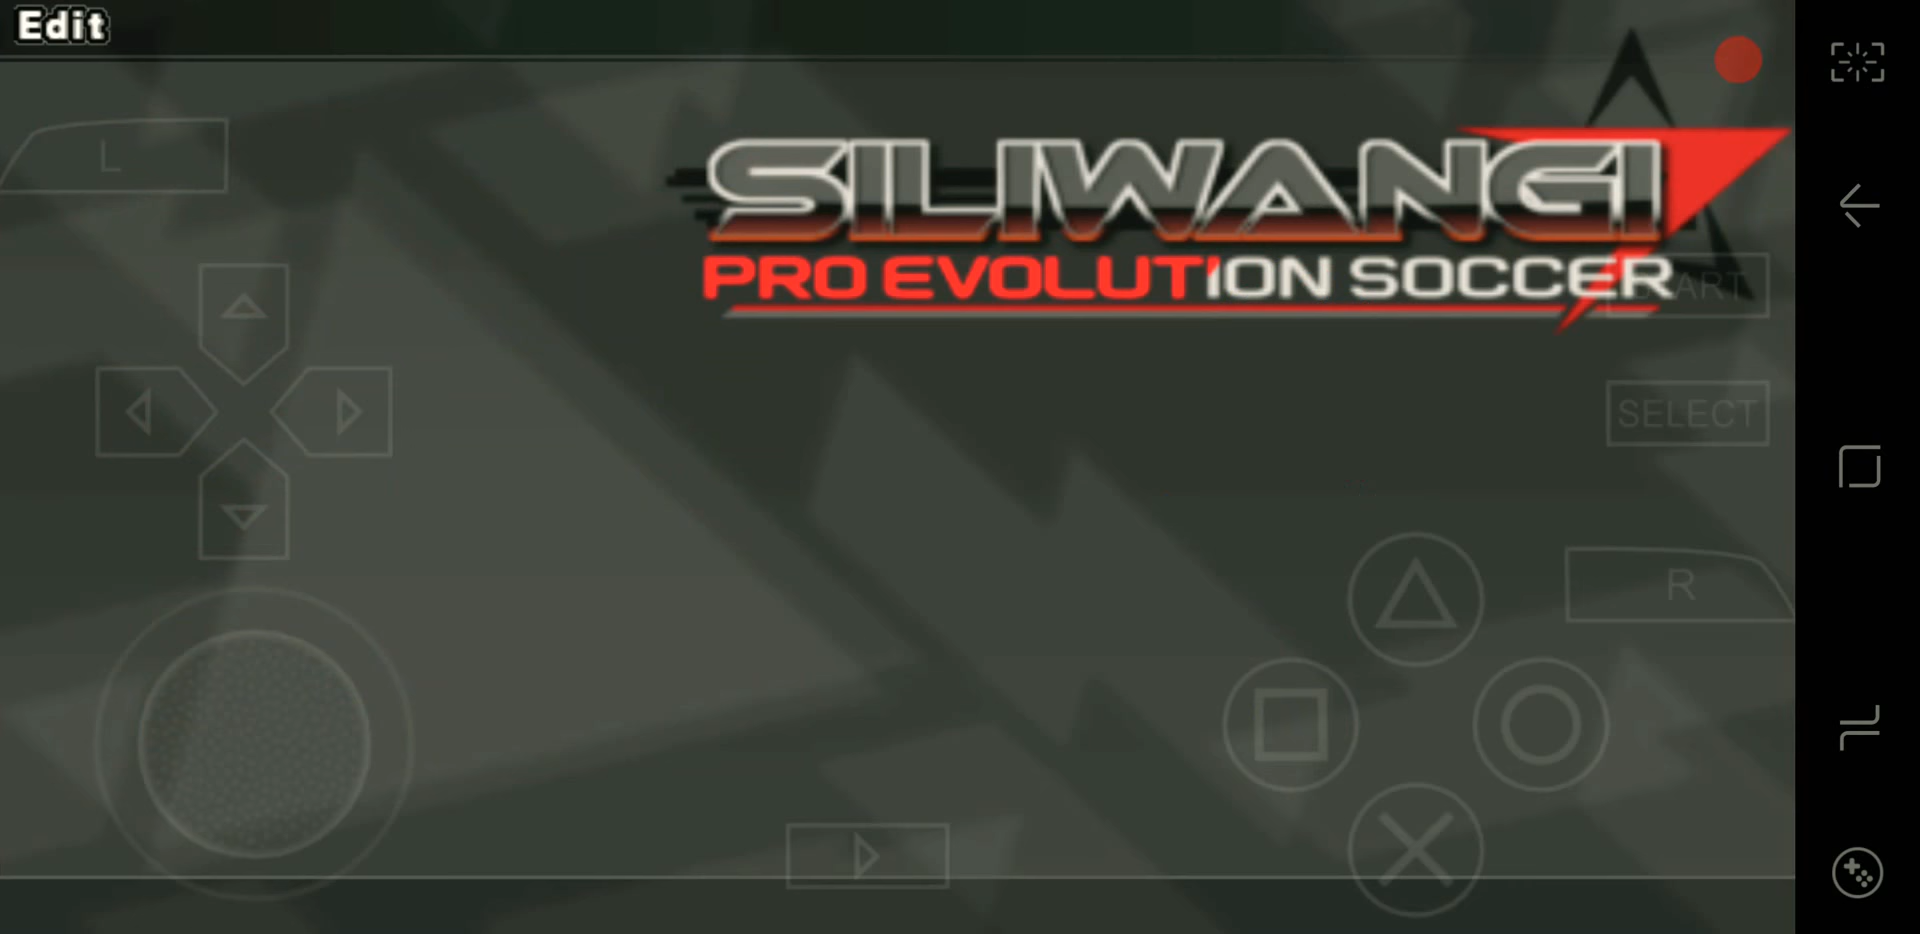 Edit
L
SILIWANGI
PRO EVOLUTION SOCCER
SELECT
R